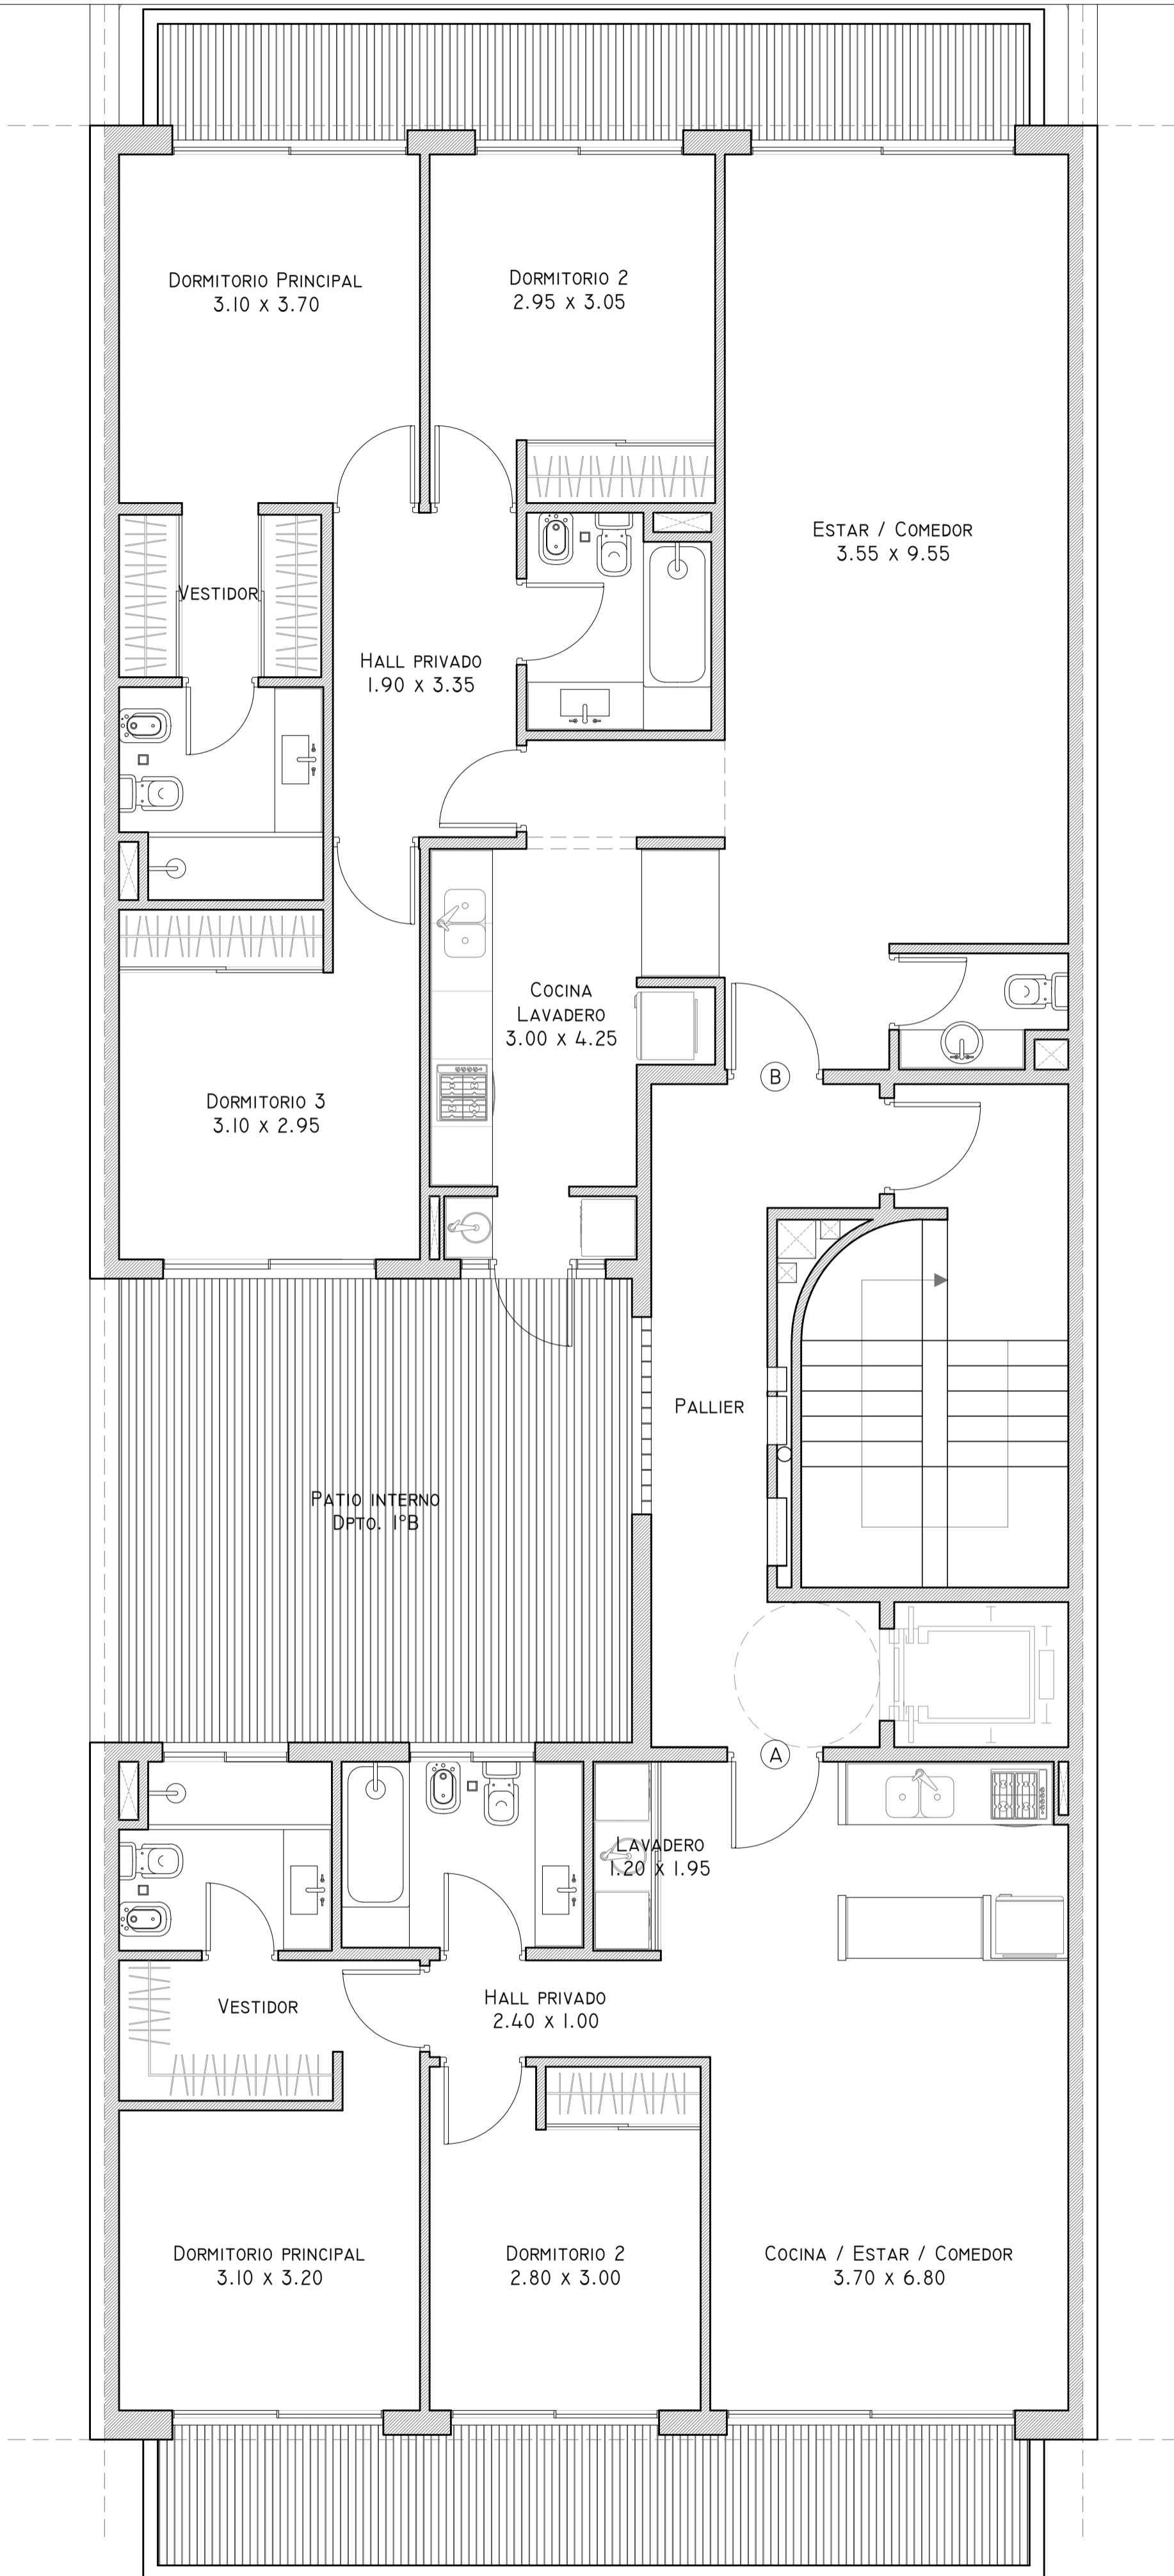 Dormitorio Principal
3.10 x 3.70
Dormitorio 2
2.95 x 3.05
Estar / Comedor
3.55 x 9.55
Vestidor
Hall privado
1.90 x 3.35
Cocina
Lavadero
3.00 x 4.25
B
Dormitorio 3
3.10 x 2.95
Pallier
Patio interno
Dpto. 1°B
A
Lavadero
1.20 x 1.95
Vestidor
Hall privado
2.40 x 1.00
Dormitorio principal
3.10 x 3.20
Dormitorio 2
2.80 x 3.00
Cocina / Estar / Comedor
3.70 x 6.80